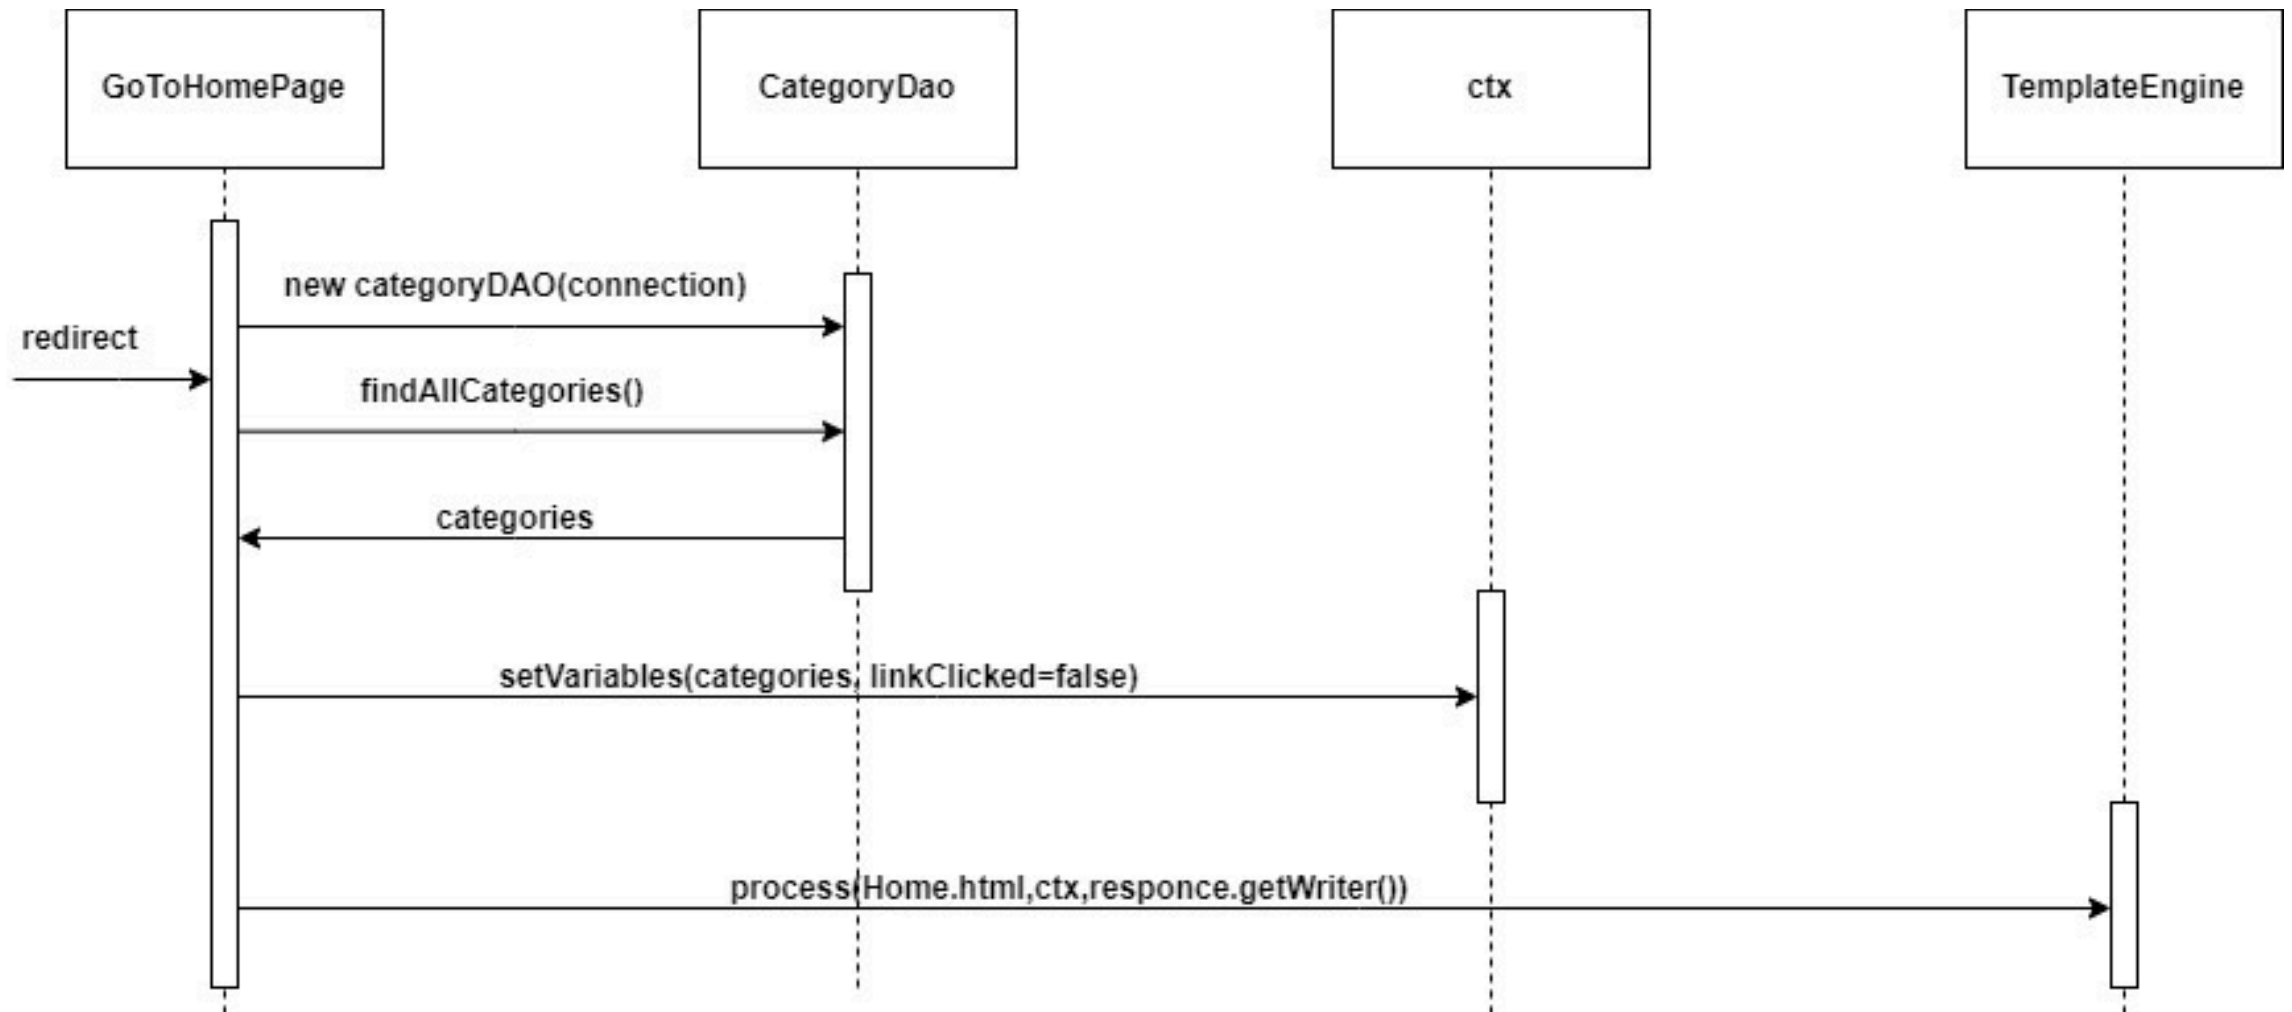 GoToHomePage
CategoryDao
ctx
TemplateEngine
new categoryDAO(connection)
redirect
findAllCategories()
categories
setVariables(categories, linkClicked=false)
process(Home.html,ctx,responce.getWriter())